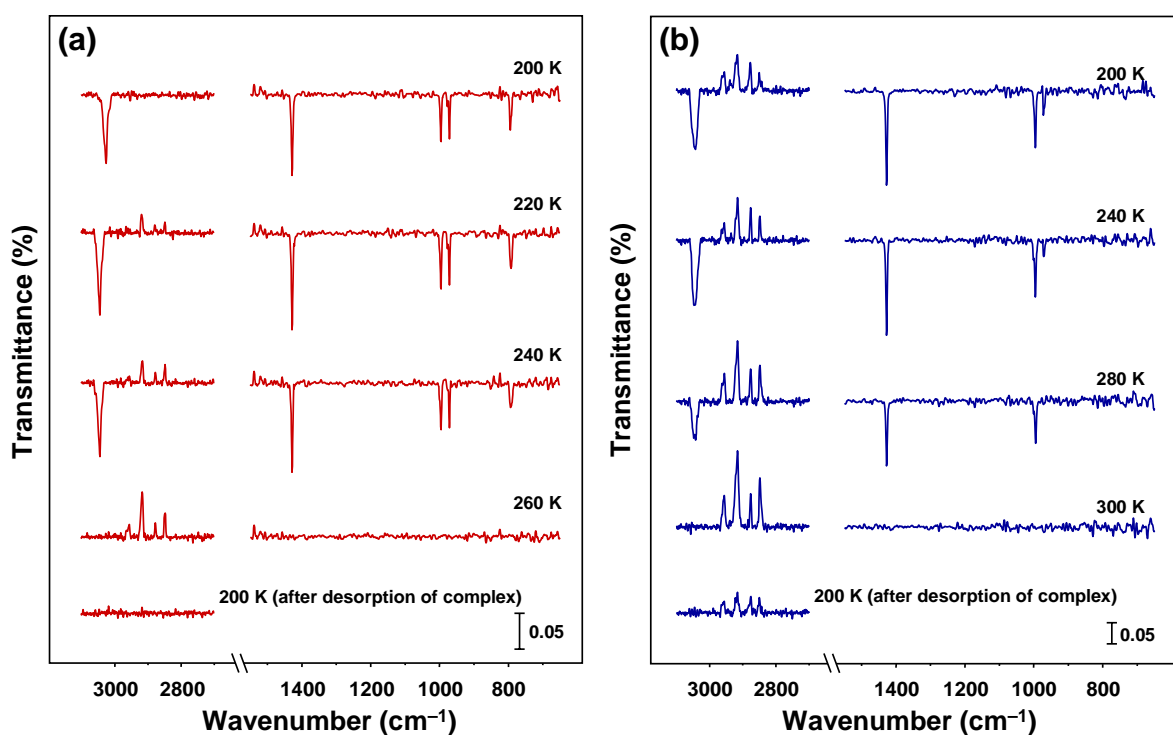 (a)
200 K
220 K
240 K
260 K
200 K (after desorption of complex)
0.05
Transmittance (%)
3000 2800 1400 1000 800
Wavenumber (cm–1)
(b)
200 K
240 K
280 K
300 K
200 K (after desorption of complex)
0.05
Transmittance (%)
3000 2800 1400 1000 800
Wavenumber (cm–1)